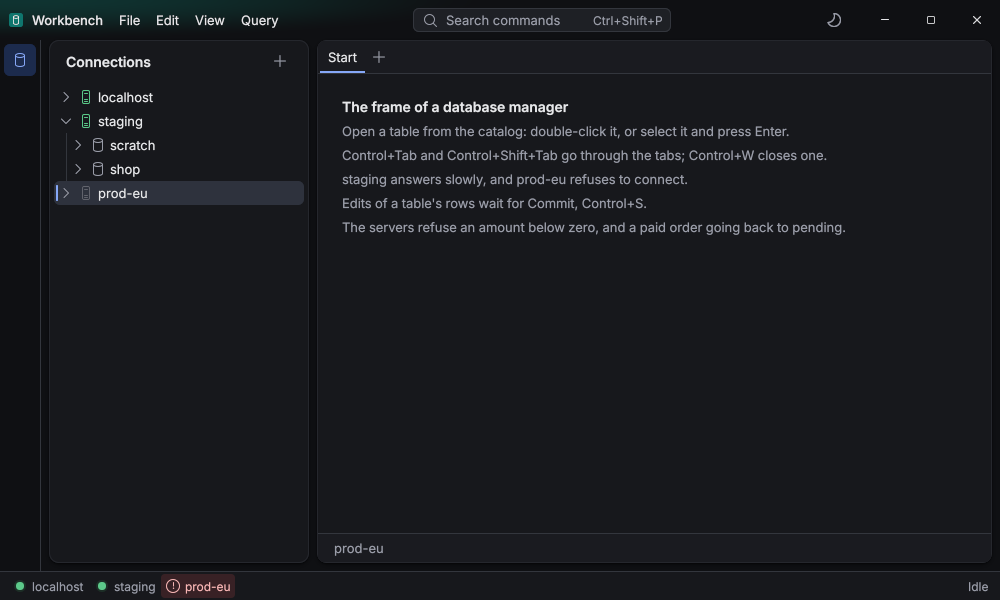 Workbench File Edit View Query Search commands Ctrl+Shift+P
Connections
localhost
staging
scratch
shop
prod-eu
Start
The frame of a database manager
Open a table from the catalog: double-click it, or select it and press Enter.
Control+Tab and Control+Shift+Tab go through the tabs; Control+W closes one.
staging answers slowly, and prod-eu refuses to connect.
Edits of a table's rows wait for Commit, Control+S.
The servers refuse an amount below zero, and a paid order going back to pending.
prod-eu
localhost staging prod-eu Idle